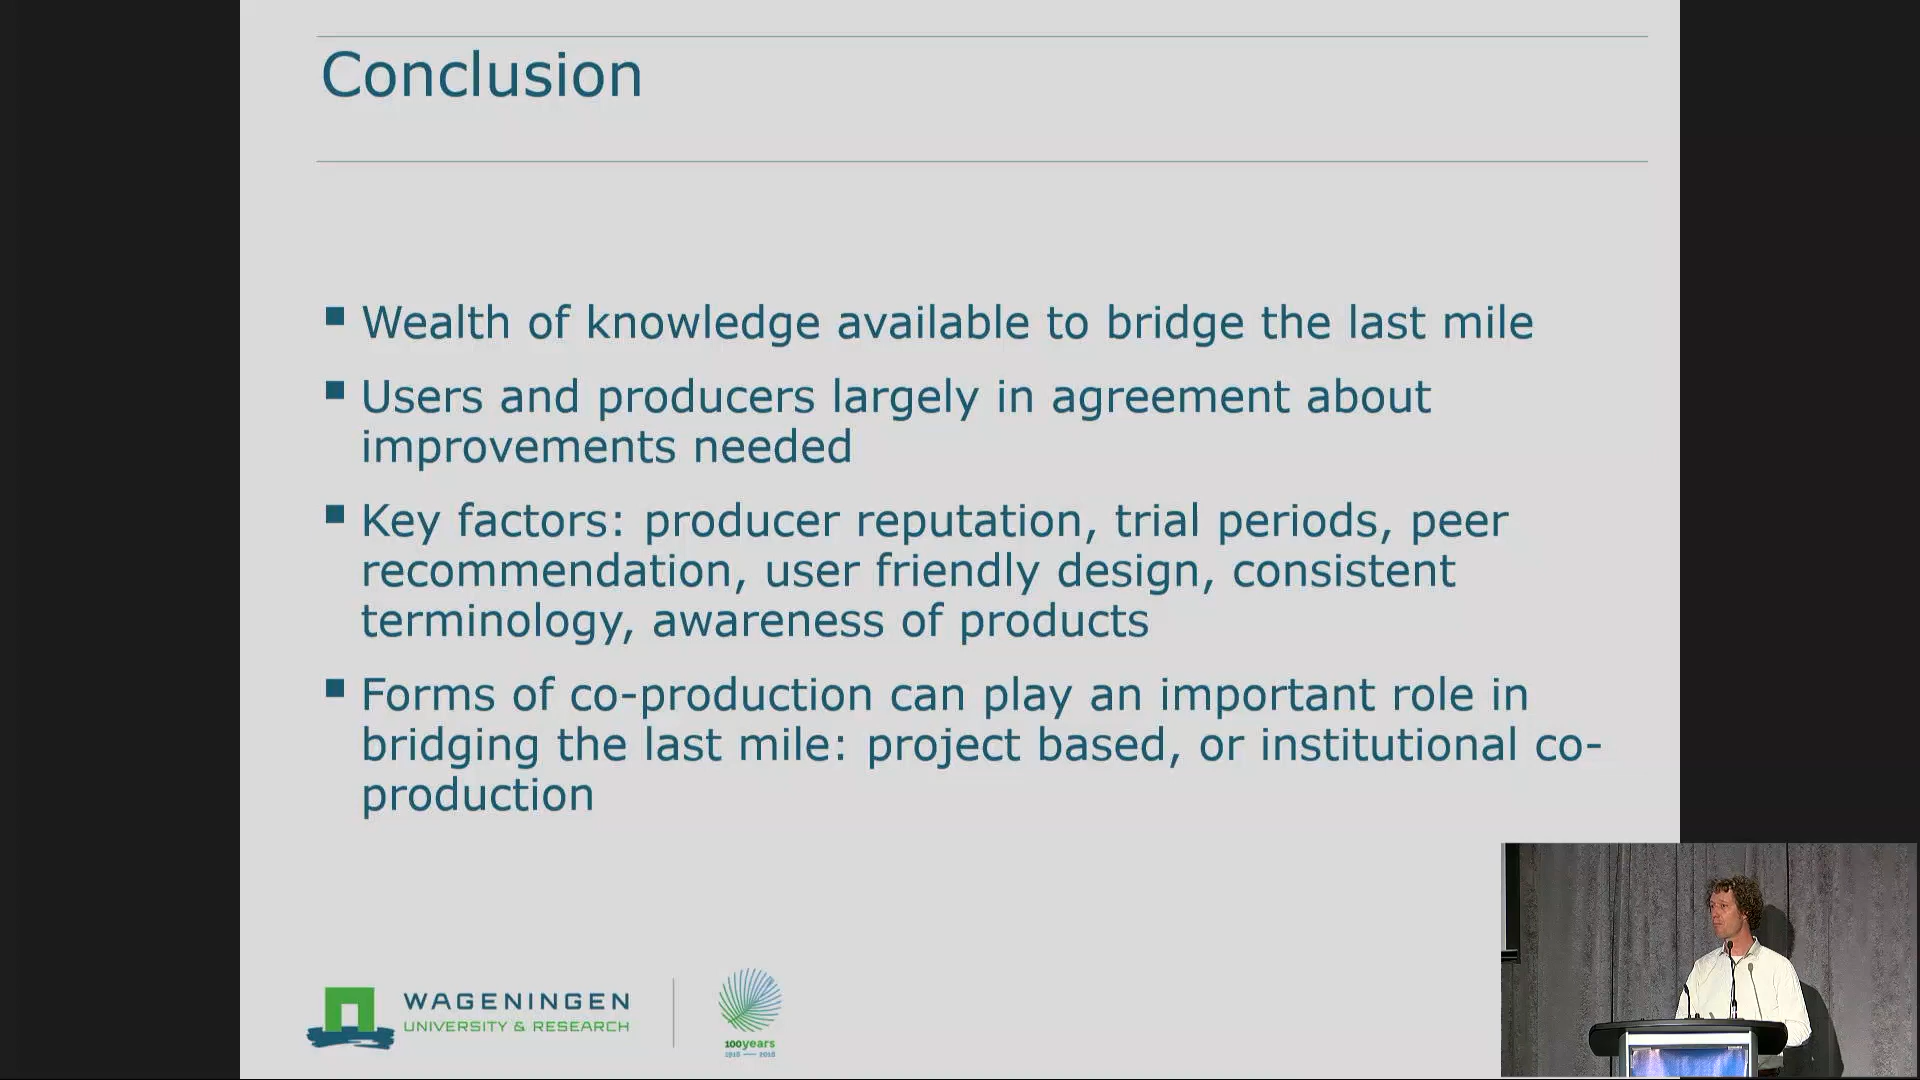 Conclusion
Wealth of knowledge available to bridge the last mile
Users and producers largely in agreement about
improvements needed
Key factors: producer reputation, trial periods, peer
recommendation, user friendly design, consistent
terminology, awareness of products
Forms of co-production can play an important role in
bridging the last mile: project based, or institutional co-
production
WAGENINGEN
UNIVERSITY & RESEARCH
100years
1918 — 2018